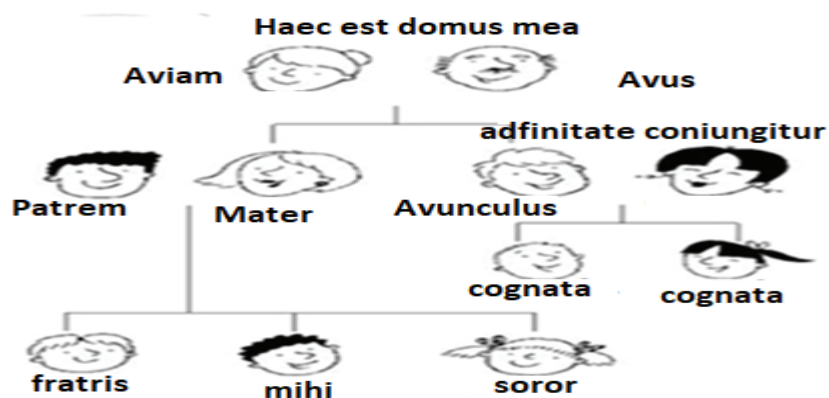 Haec est domus mea
Aviam
Avus
adfinitate coniungitur
Patrem
Mater
Avunculus
cognata
cognata
fratris
mihi
soror